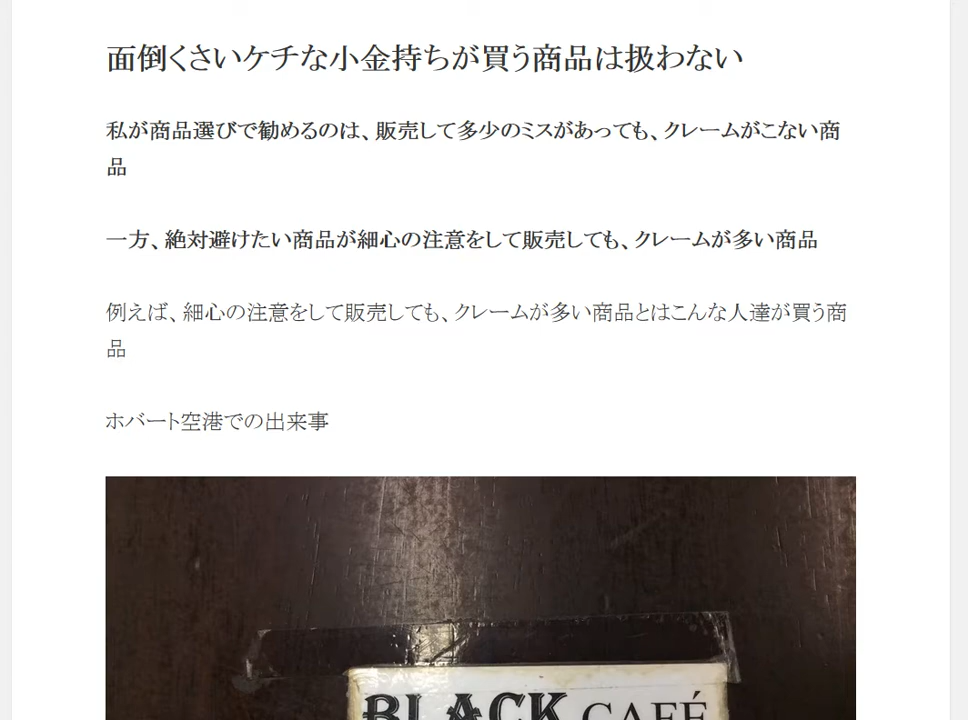 面倒くさいケチな小金持ちが買う商品は扱わない
私が商品選びで勧めるのは、販売して多少のミスがあっても、クレームがこない商
品
一方、絶対避けたい商品が細心の注意をして販売しても、クレームが多い商品
例えば、細心の注意をして販売しても、クレームが多い商品とはこんな人達が買う商
品
ホバート空港での出来事
BLACK CAFÉ